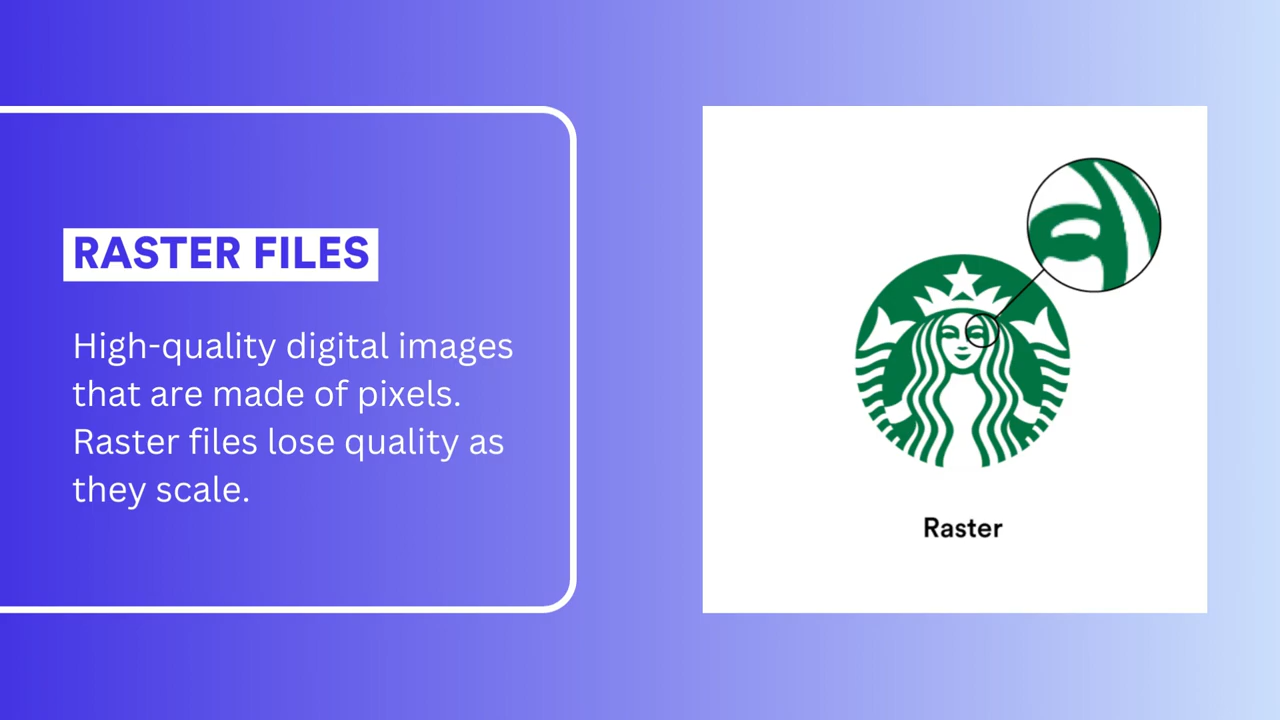 RASTER FILES
High-quality digital images
that are made of pixels.
Raster files lose quality as
they scale.
Raster